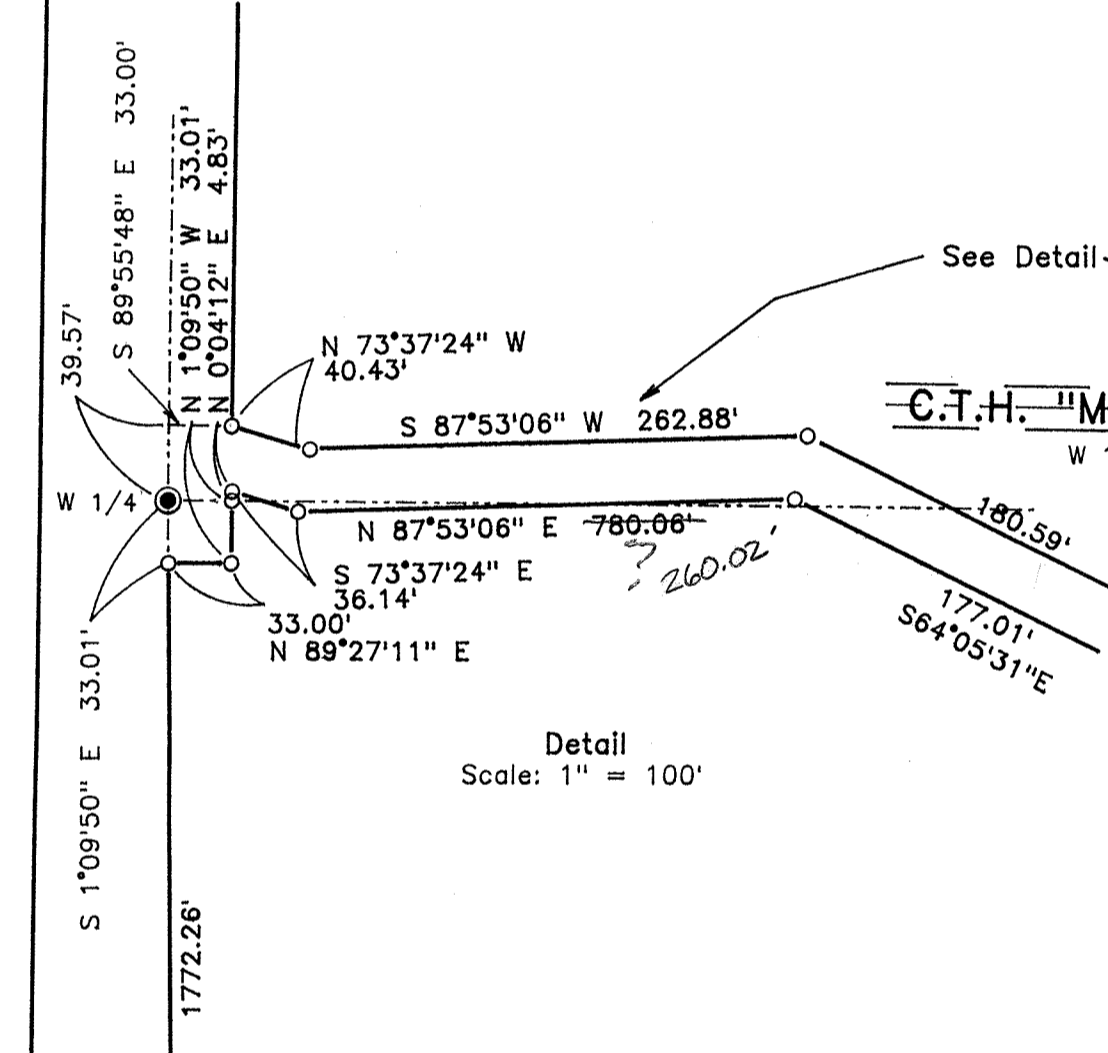 S 89°55'48" E 33.00'
N 1°09'50" W 33.01'
N 0°04'12" E 4.83'
39.57'
See Detail
N 73°37'24" W
40.43'
S 87°53'06" W 262.88'
C.T.H. "M
W 1
W 1/4
180.59'
N 87°53'06" E 780.06'
? 260.02'
S 73°37'24" E
36.14'
33.00'
N 89°27'11" E
177.01'
S64°05'31"E
S 1°09'50" E 33.01'
1772.26'
Detail
Scale: 1" = 100'